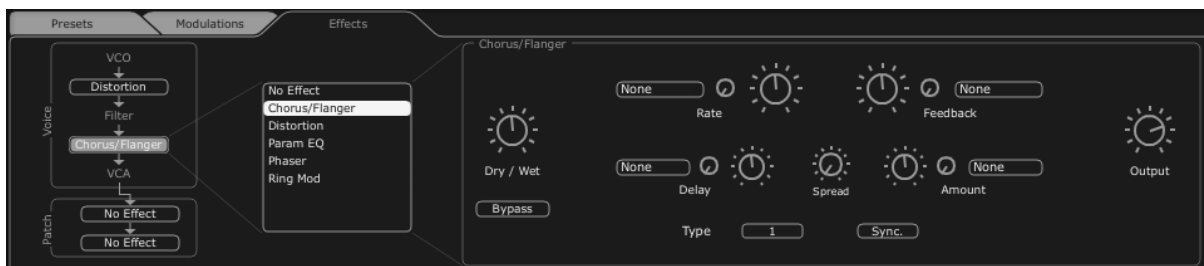 Presets
Modulations
Effects
Voice
VCO
Distortion
Filter
Chorus/Flanger
VCA
Patch
No Effect
No Effect
No Effect
Chorus/Flanger
Distortion
Param EQ
Phaser
Ring Mod
Chorus/Flanger
Dry / Wet
Bypass
None
Rate
None
Feedback
None
Delay
Spread
None
Amount
Type
1
Sync.
Output